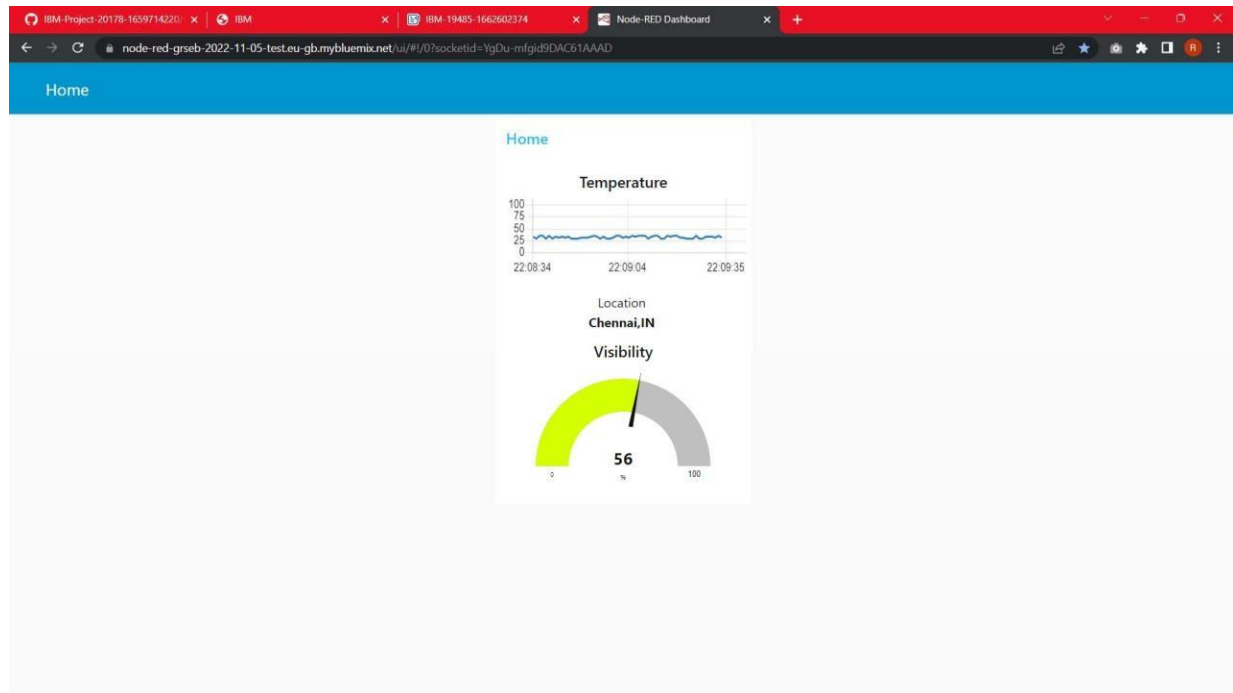 IBM-Project-20178-1659714220/
IBM
IBM-19485-1662602374
Node-RED Dashboard
node-red-grseb-2022-11-05-test.eu-gb.mybluemix.net/ui/#!/0?socketid=YgDu-mfgid9DAC61AAAD
R
Home
Home
Temperature
100
75
50
25
0
22:08:34 22:09:04 22:09:35
Location
Chennai,IN
Visibility
56
0 % 100